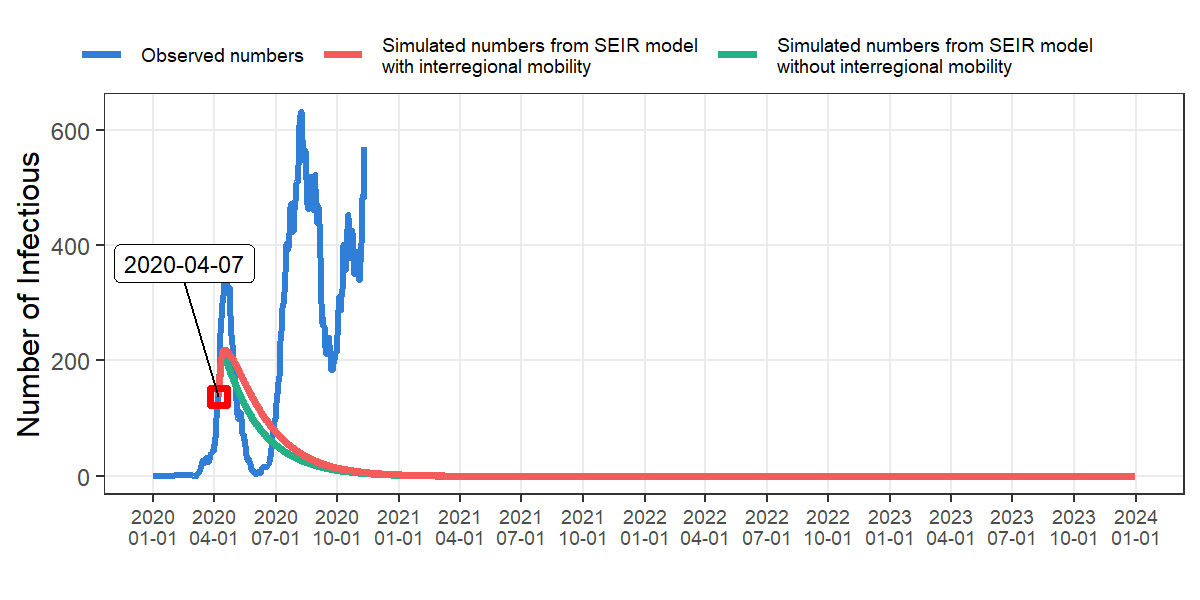 Observed numbers
Simulated numbers from SEIR model
with interregional mobility
Simulated numbers from SEIR model
without interregional mobility
Number of Infectious
600
400
200
0
2020-04-07
2020 2020 2020 2020 2021 2021 2021 2021 2022 2022 2022 2022 2023 2023 2023 2023 2024
01-01 04-01 07-01 10-01 01-01 04-01 07-01 10-01 01-01 04-01 07-01 10-01 01-01 04-01 07-01 10-01 01-01